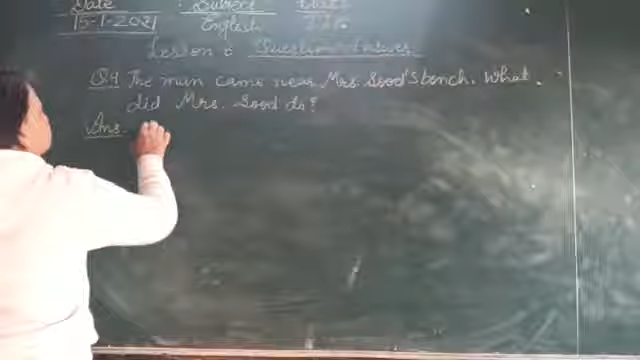 Date : Subject
15-1-2021 English
Lesson 6 Question Answer
Q4 The man came near Mrs. Sood's bench. What
did Mrs. Sood do?
Ans.